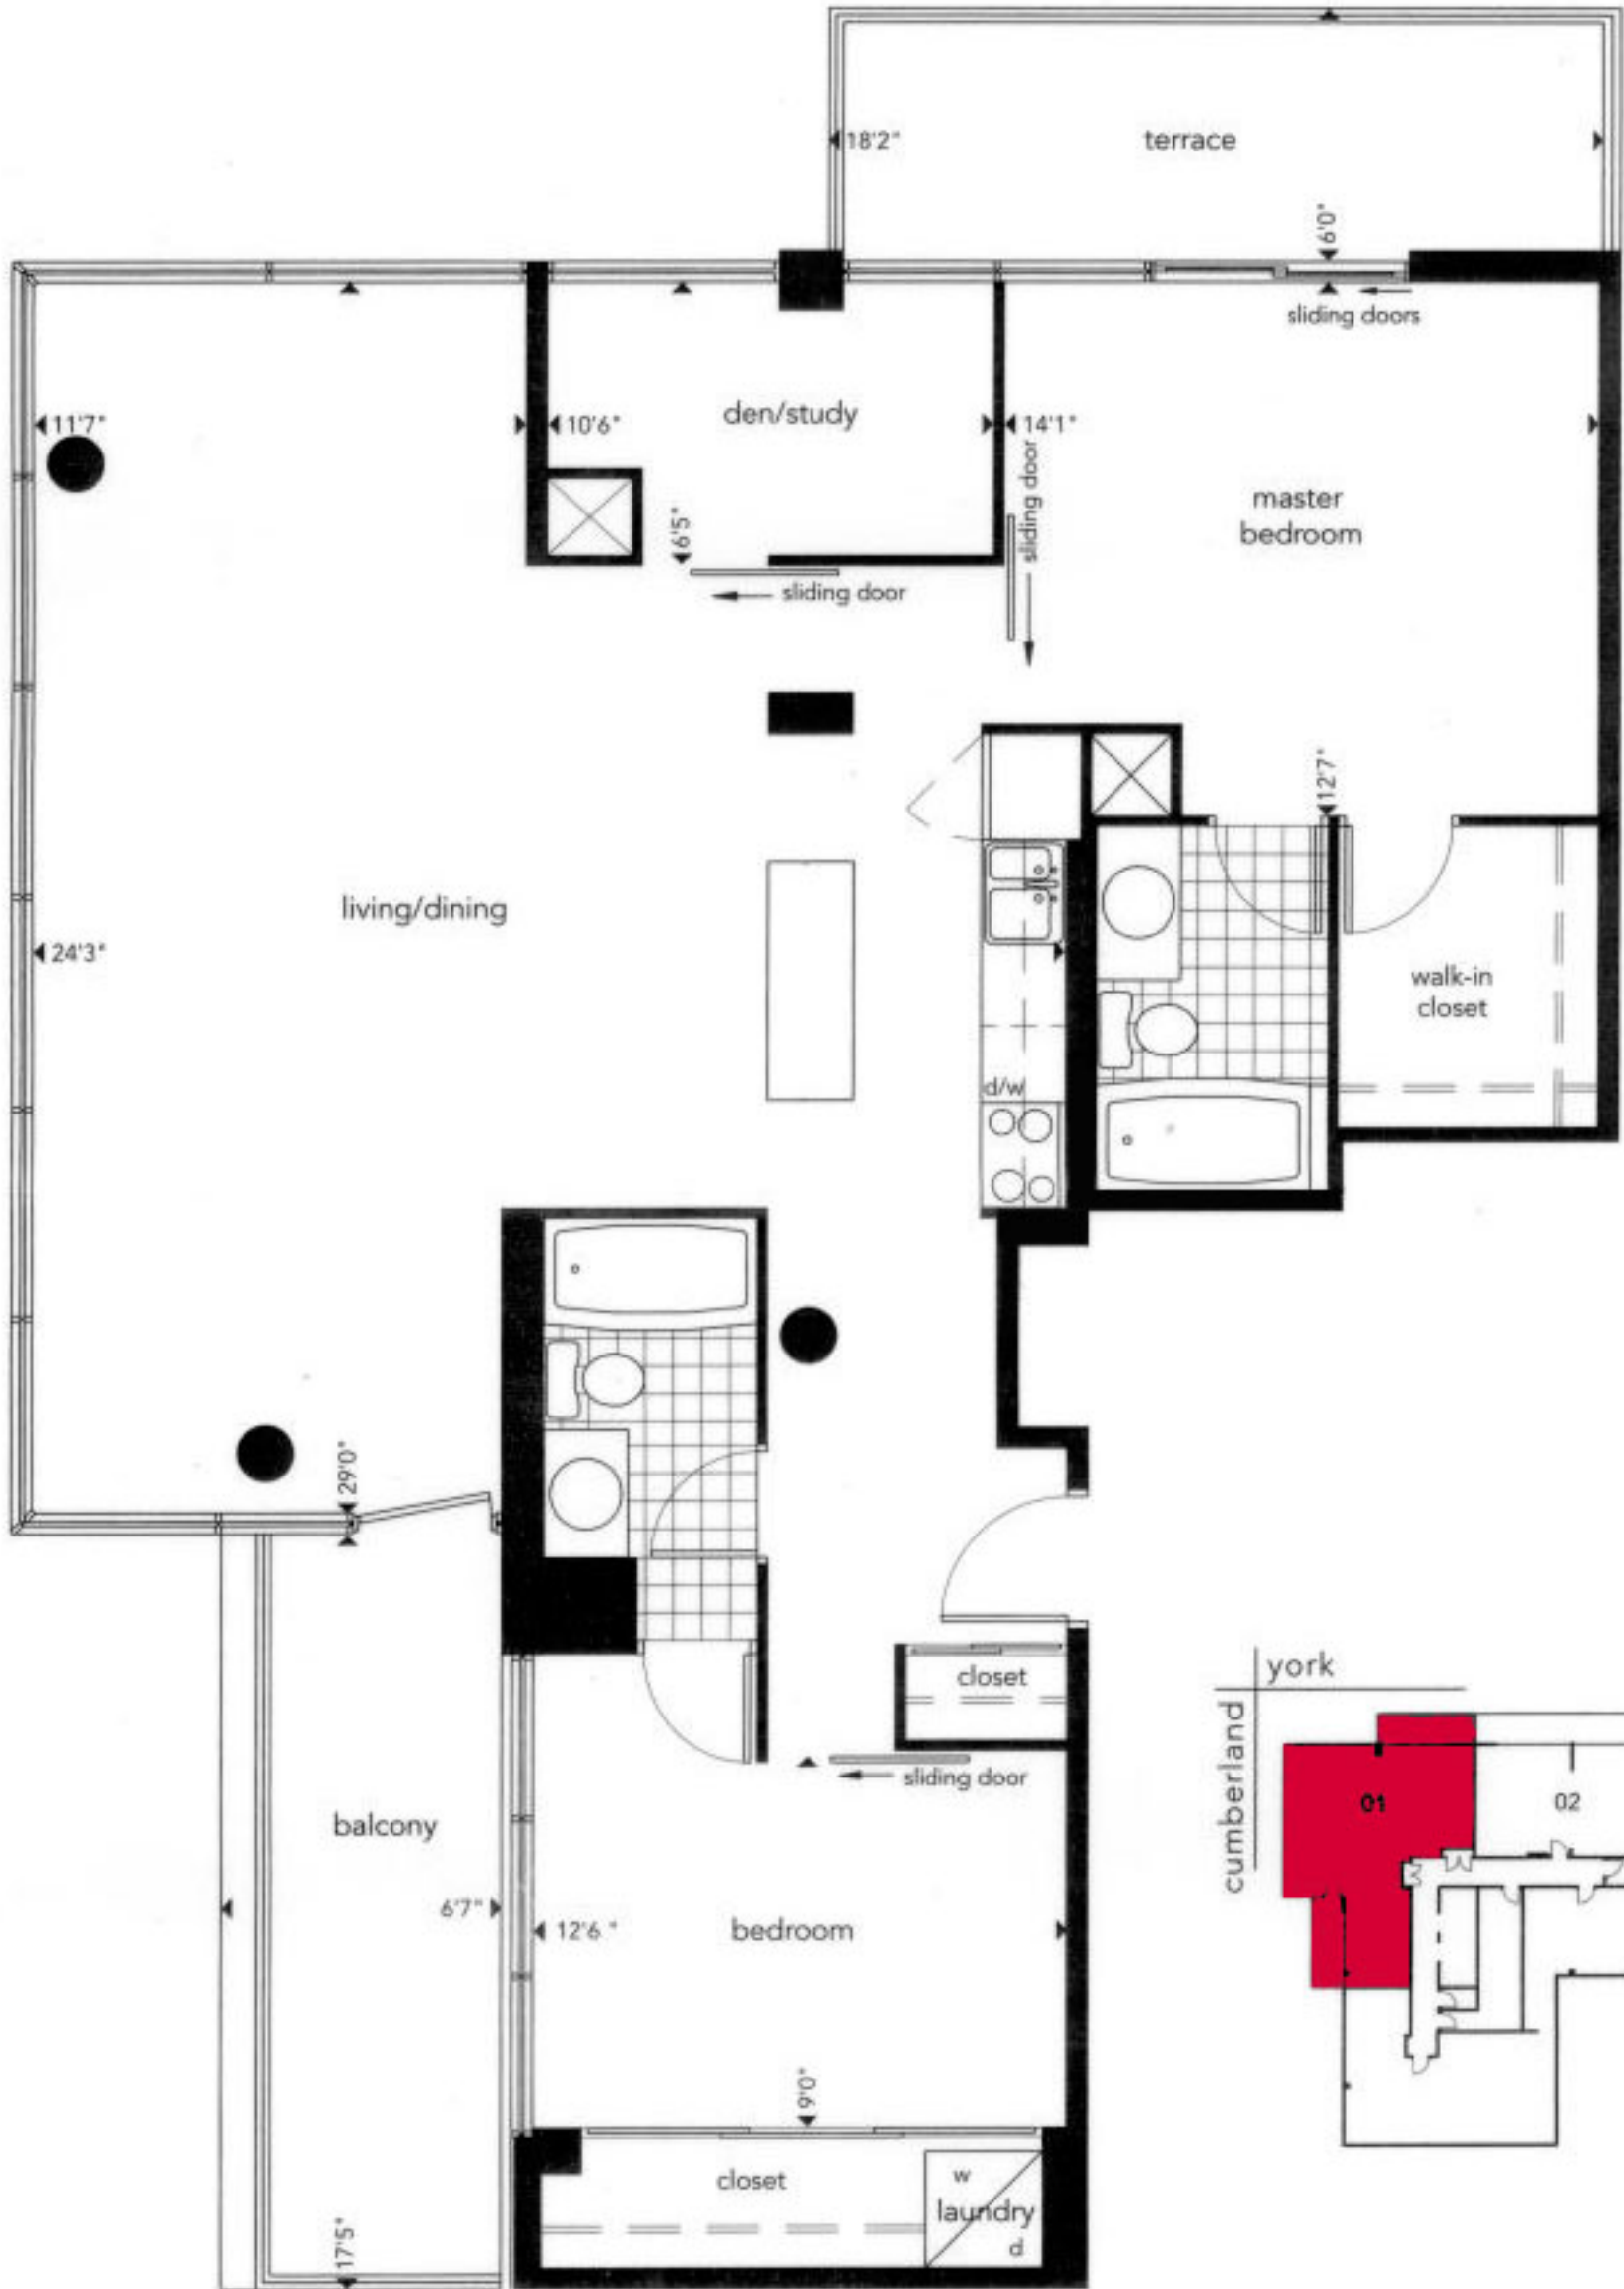 18'2"
terrace
6'0"
sliding doors
11'7"
10'6"
den/study
14'1"
sliding door
master
bedroom
6'5"
sliding door
12'7"
living/dining
24'3"
walk-in
closet
d/w
29'0"
closet
york
cumberland
01
02
sliding door
balcony
6'7"
12'6"
bedroom
9'0"
closet
w
laundry
d
17'5"